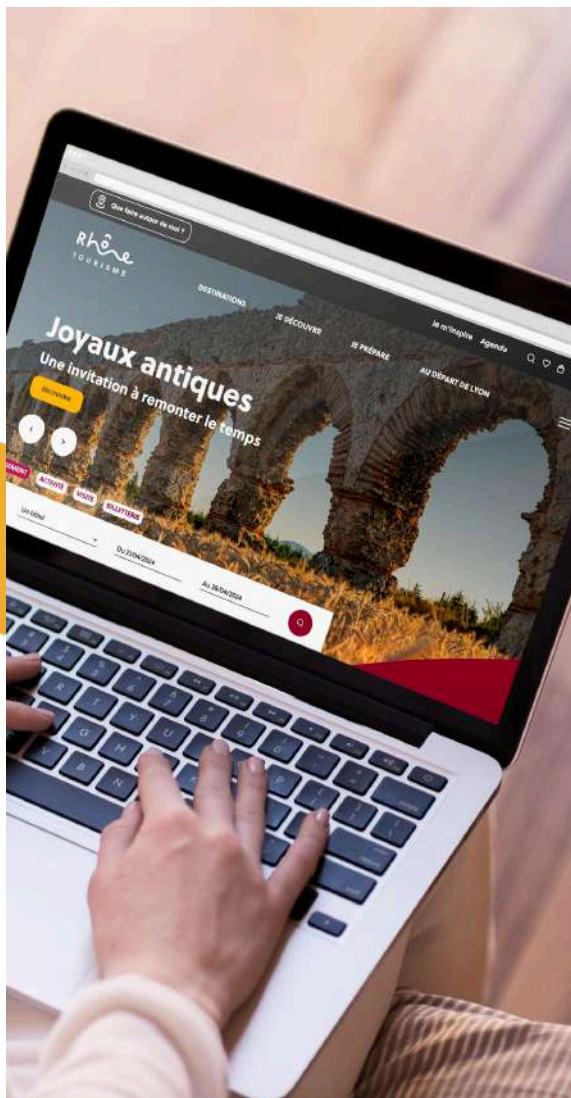 Que faire autour de moi ?
Je m'inspire Agenda
Rhône
TOURISME
DESTINATIONS
JE DÉCOUVRE
JE PRÉPARE
AU DÉPART DE LYON
Joyaux antiques
Une invitation à remonter le temps
DÉCOUVRIR
ACTIVITÉ
VISITE
BILLETTERIE
Un hôtel
Du 21/04/2024
Au 28/04/2024
R
T
Y
U
G
H
V
B
N
K
P